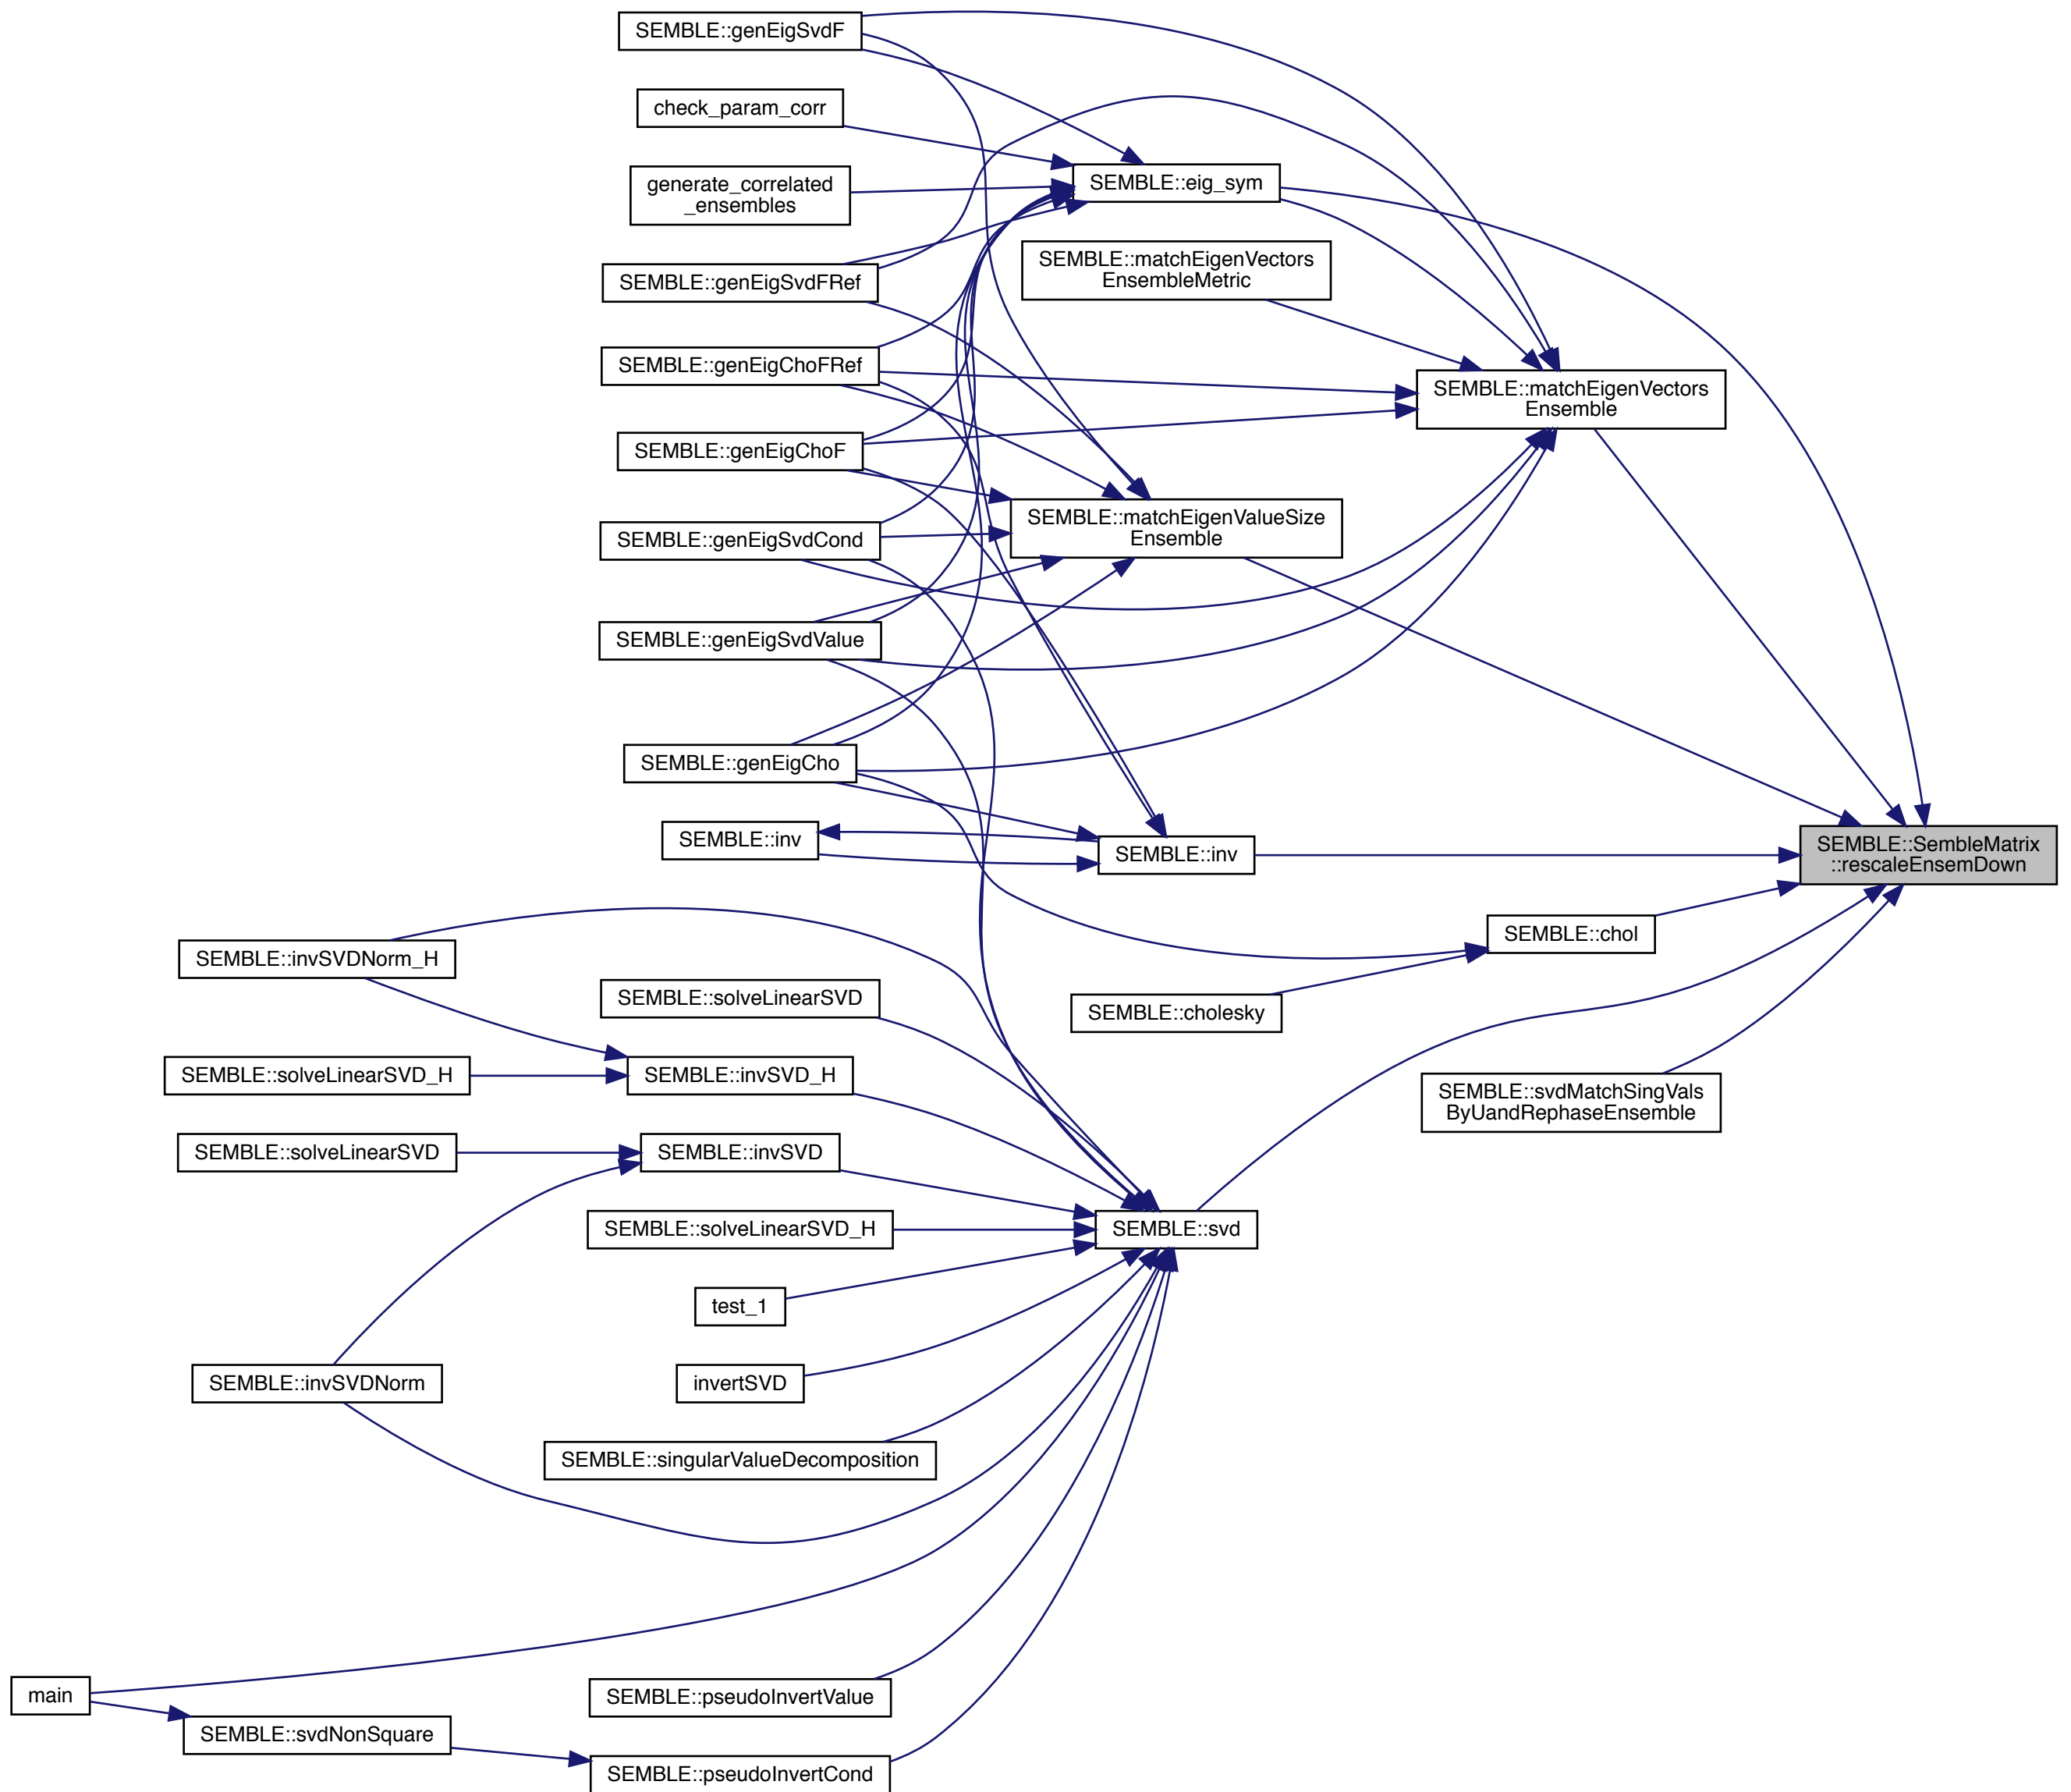 SEMBLE::genEigSvdF
check_param_corr
SEMBLE::eig_sym
generate_correlated
_ensembles
SEMBLE::matchEigenVectors
EnsembleMetric
SEMBLE::genEigSvdFRef
SEMBLE::genEigChoFRef
SEMBLE::matchEigenVectors
Ensemble
SEMBLE::genEigChoF
SEMBLE::matchEigenValueSize
Ensemble
SEMBLE::genEigSvdCond
SEMBLE::genEigSvdValue
SEMBLE::genEigCho
SEMBLE::inv
SEMBLE::inv
SEMBLE::SembleMatrix
::rescaleEnsemDown
SEMBLE::chol
SEMBLE::invSVDNorm_H
SEMBLE::solveLinearSVD
SEMBLE::cholesky
SEMBLE::solveLinearSVD_H
SEMBLE::invSVD_H
SEMBLE::svdMatchSingVals
ByUandRephaseEnsemble
SEMBLE::solveLinearSVD
SEMBLE::invSVD
SEMBLE::solveLinearSVD_H
SEMBLE::svd
test_1
SEMBLE::invSVDNorm
invertSVD
SEMBLE::singularValueDecomposition
main
SEMBLE::pseudoInvertValue
SEMBLE::svdNonSquare
SEMBLE::pseudoInvertCond